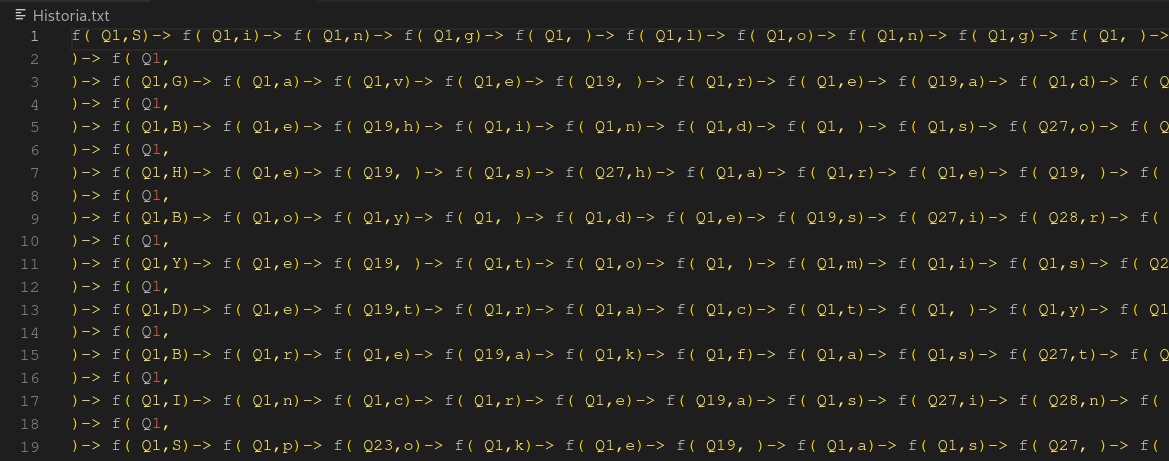 Historia.txt
1 f( Q1,S)-> f( Q1,i)-> f( Q1,n)-> f( Q1,g)-> f( Q1, )-> f( Q1,l)-> f( Q1,o)-> f( Q1,n)-> f( Q1,g)-> f( Q1, )->
2 )-> f( Q1,
3 )-> f( Q1,G)-> f( Q1,a)-> f( Q1,v)-> f( Q1,e)-> f( Q19, )-> f( Q1,r)-> f( Q1,e)-> f( Q19,a)-> f( Q1,d)-> f( Q
4 )-> f( Q1,
5 )-> f( Q1,B)-> f( Q1,e)-> f( Q19,h)-> f( Q1,i)-> f( Q1,n)-> f( Q1,d)-> f( Q1, )-> f( Q1,s)-> f( Q27,o)-> f( Q
6 )-> f( Q1,
7 )-> f( Q1,H)-> f( Q1,e)-> f( Q19, )-> f( Q1,s)-> f( Q27,h)-> f( Q1,a)-> f( Q1,r)-> f( Q1,e)-> f( Q19, )-> f(
8 )-> f( Q1,
9 )-> f( Q1,B)-> f( Q1,o)-> f( Q1,y)-> f( Q1, )-> f( Q1,d)-> f( Q1,e)-> f( Q19,s)-> f( Q27,i)-> f( Q28,r)-> f(
10 )-> f( Q1,
11 )-> f( Q1,Y)-> f( Q1,e)-> f( Q19, )-> f( Q1,t)-> f( Q1,o)-> f( Q1, )-> f( Q1,m)-> f( Q1,i)-> f( Q1,s)-> f( Q2
12 )-> f( Q1,
13 )-> f( Q1,D)-> f( Q1,e)-> f( Q19,t)-> f( Q1,r)-> f( Q1,a)-> f( Q1,c)-> f( Q1,t)-> f( Q1, )-> f( Q1,y)-> f( Q1
14 )-> f( Q1,
15 )-> f( Q1,B)-> f( Q1,r)-> f( Q1,e)-> f( Q19,a)-> f( Q1,k)-> f( Q1,f)-> f( Q1,a)-> f( Q1,s)-> f( Q27,t)-> f( Q
16 )-> f( Q1,
17 )-> f( Q1,I)-> f( Q1,n)-> f( Q1,c)-> f( Q1,r)-> f( Q1,e)-> f( Q19,a)-> f( Q1,s)-> f( Q27,i)-> f( Q28,n)-> f(
18 )-> f( Q1,
19 )-> f( Q1,S)-> f( Q1,p)-> f( Q23,o)-> f( Q1,k)-> f( Q1,e)-> f( Q19, )-> f( Q1,a)-> f( Q1,s)-> f( Q27, )-> f(